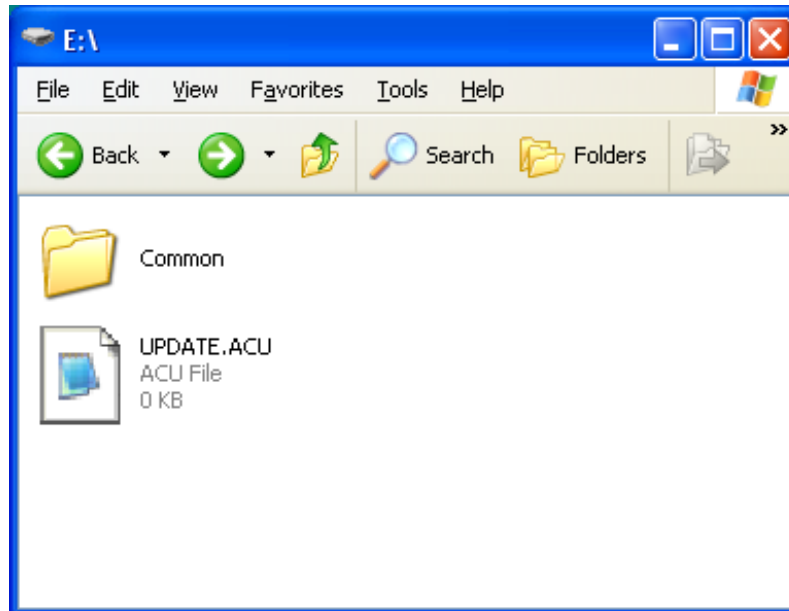 E:\
File Edit View Favorites Tools Help
Back Search Folders »
Common
UPDATE.ACU
ACU File
0 KB